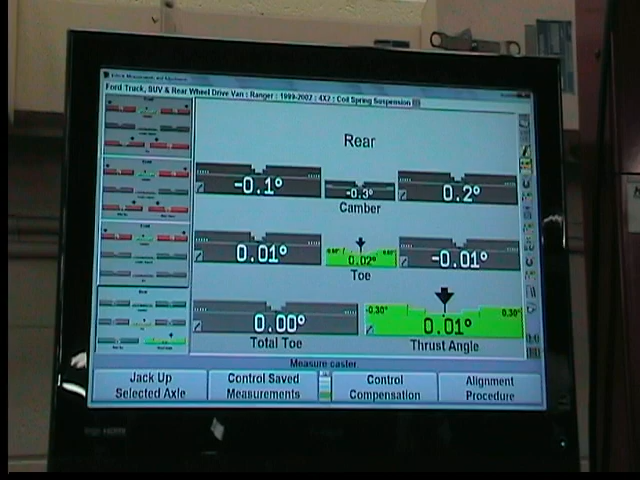 Ford Truck, SUV & Rear Wheel Drive Van : Ranger : 1998-2002 : 4X2 : Coil Spring Suspension
Rear
-0.1° -0.3° 0.2°
Camber
0.01° 0.02° -0.01°
Toe
0.00° -0.30° 0.01° 0.30°
Total Toe Thrust Angle
Measure caster
Jack Up Selected Axle
Control Saved Measurements
Control Compensation
Alignment Procedure